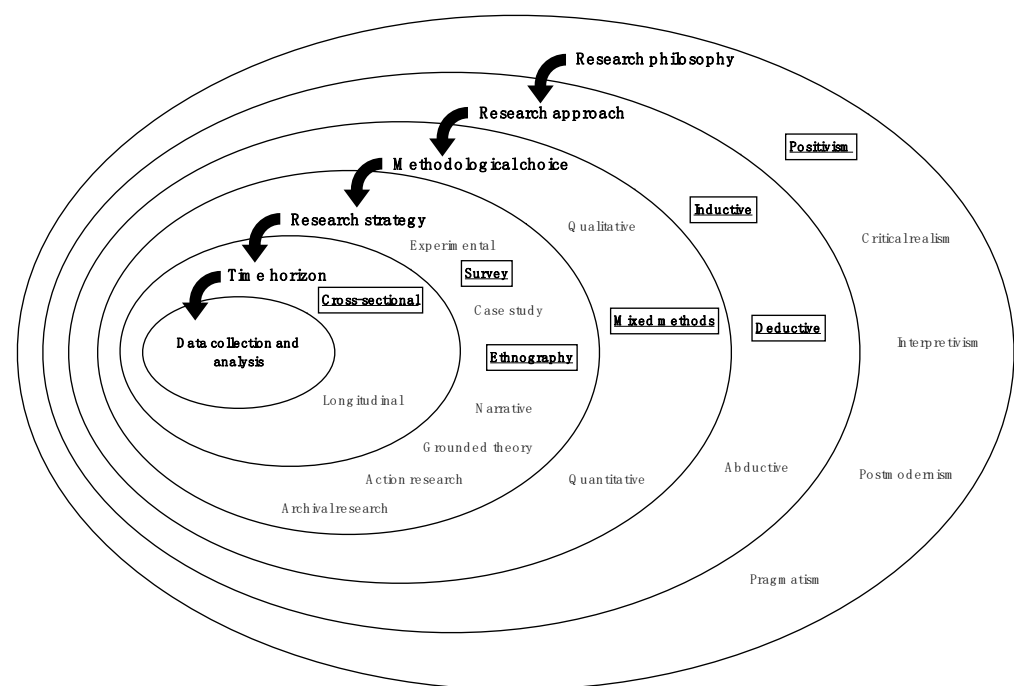 Research philosophy
Research approach
Positivism
Methodological choice
Inductive
Research strategy
Qualitative
Critical realism
Experimental
Time horizon
Survey
Cross-sectional
Case study
Mixed methods
Deductive
Data collection and
analysis
Interpretivism
Ethnography
Longitudinal
Narrative
Grounded theory
Abductive
Postmodernism
Action research
Quantitative
Archival research
Pragmatism